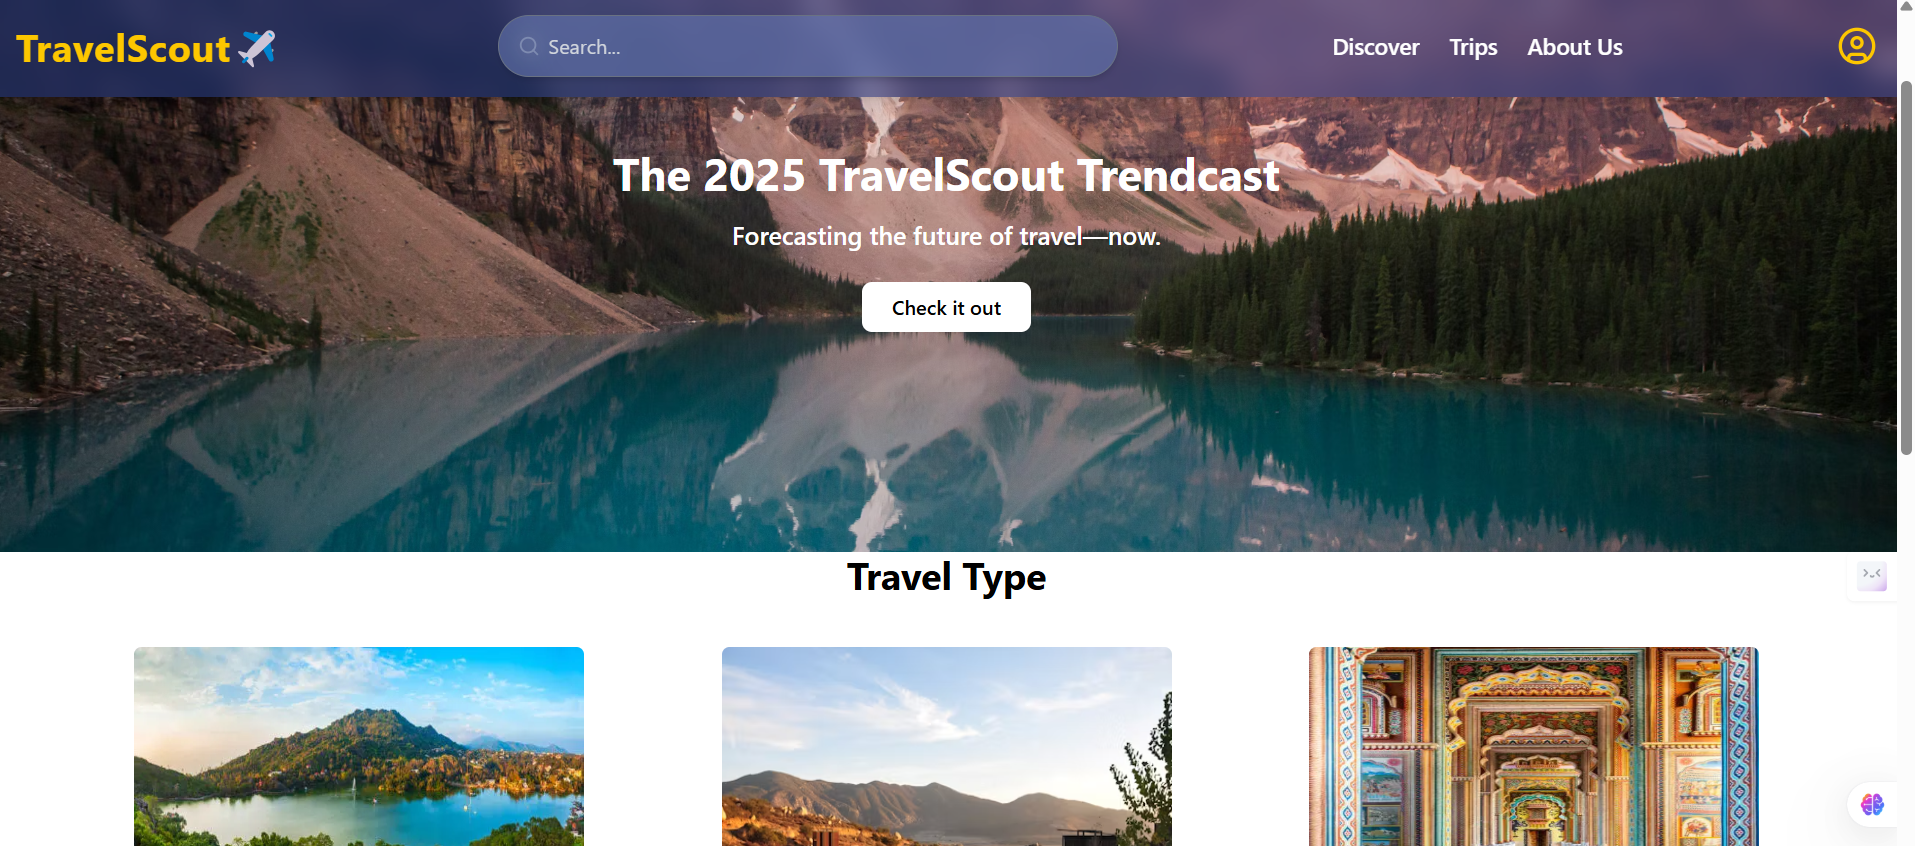 TravelScout
Search...
Discover
Trips
About Us
The 2025 TravelScout Trendcast
Forecasting the future of travel—now.
Check it out
Travel Type